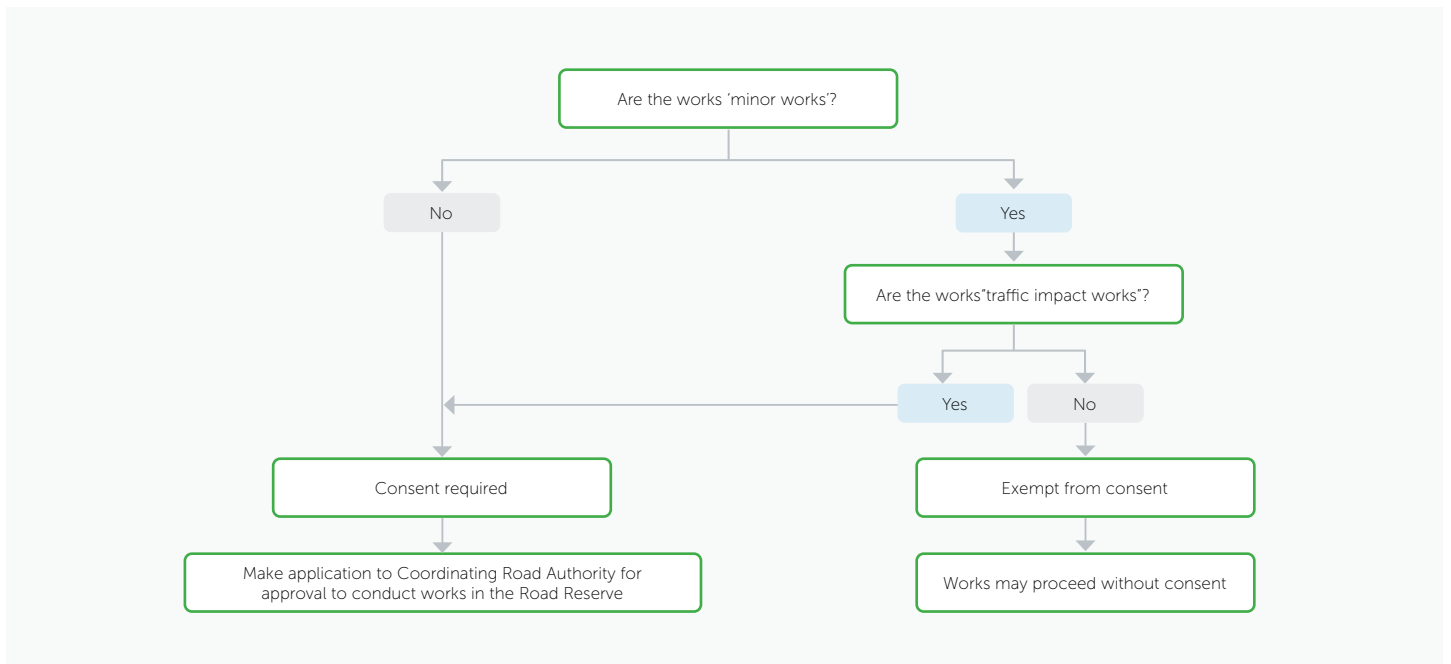 Are the works ‘minor works’?
No
Yes
Are the works“traffic impact works”?
Yes
No
Consent required
Exempt from consent
Make application to Coordinating Road Authority for
approval to conduct works in the Road Reserve
Works may proceed without consent